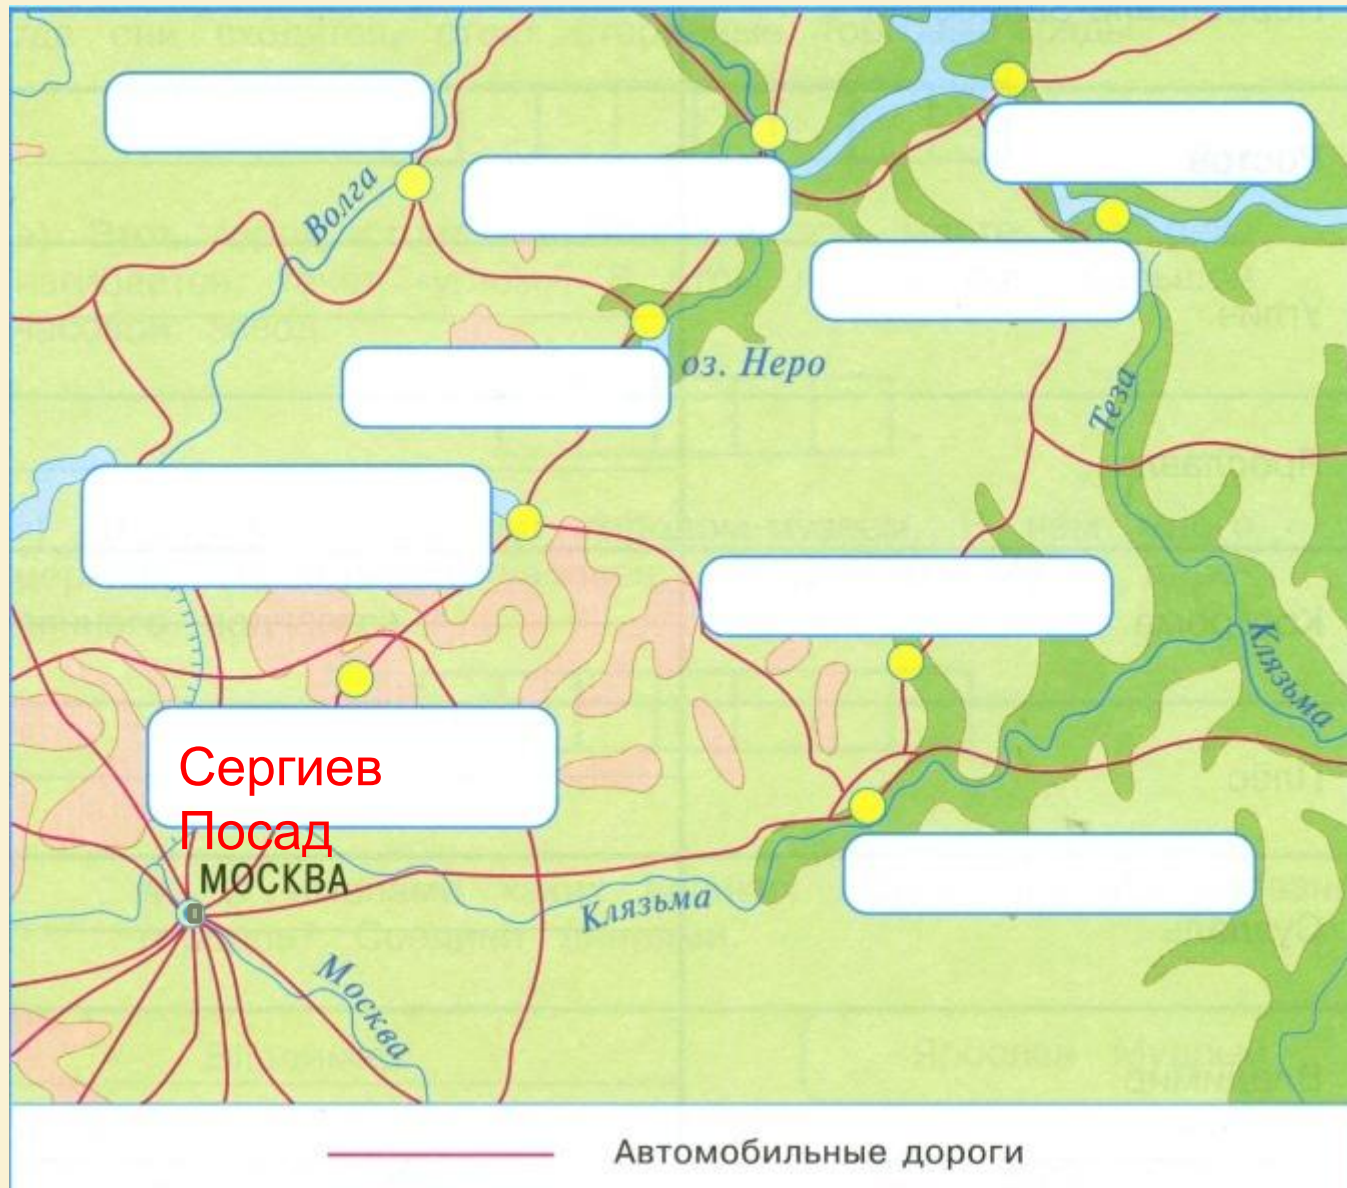 Волга
оз. Неро
Теза
Клязьма
Сергиев
Посад
МОСКВА
Клязьма
Москва
Автомобильные дороги